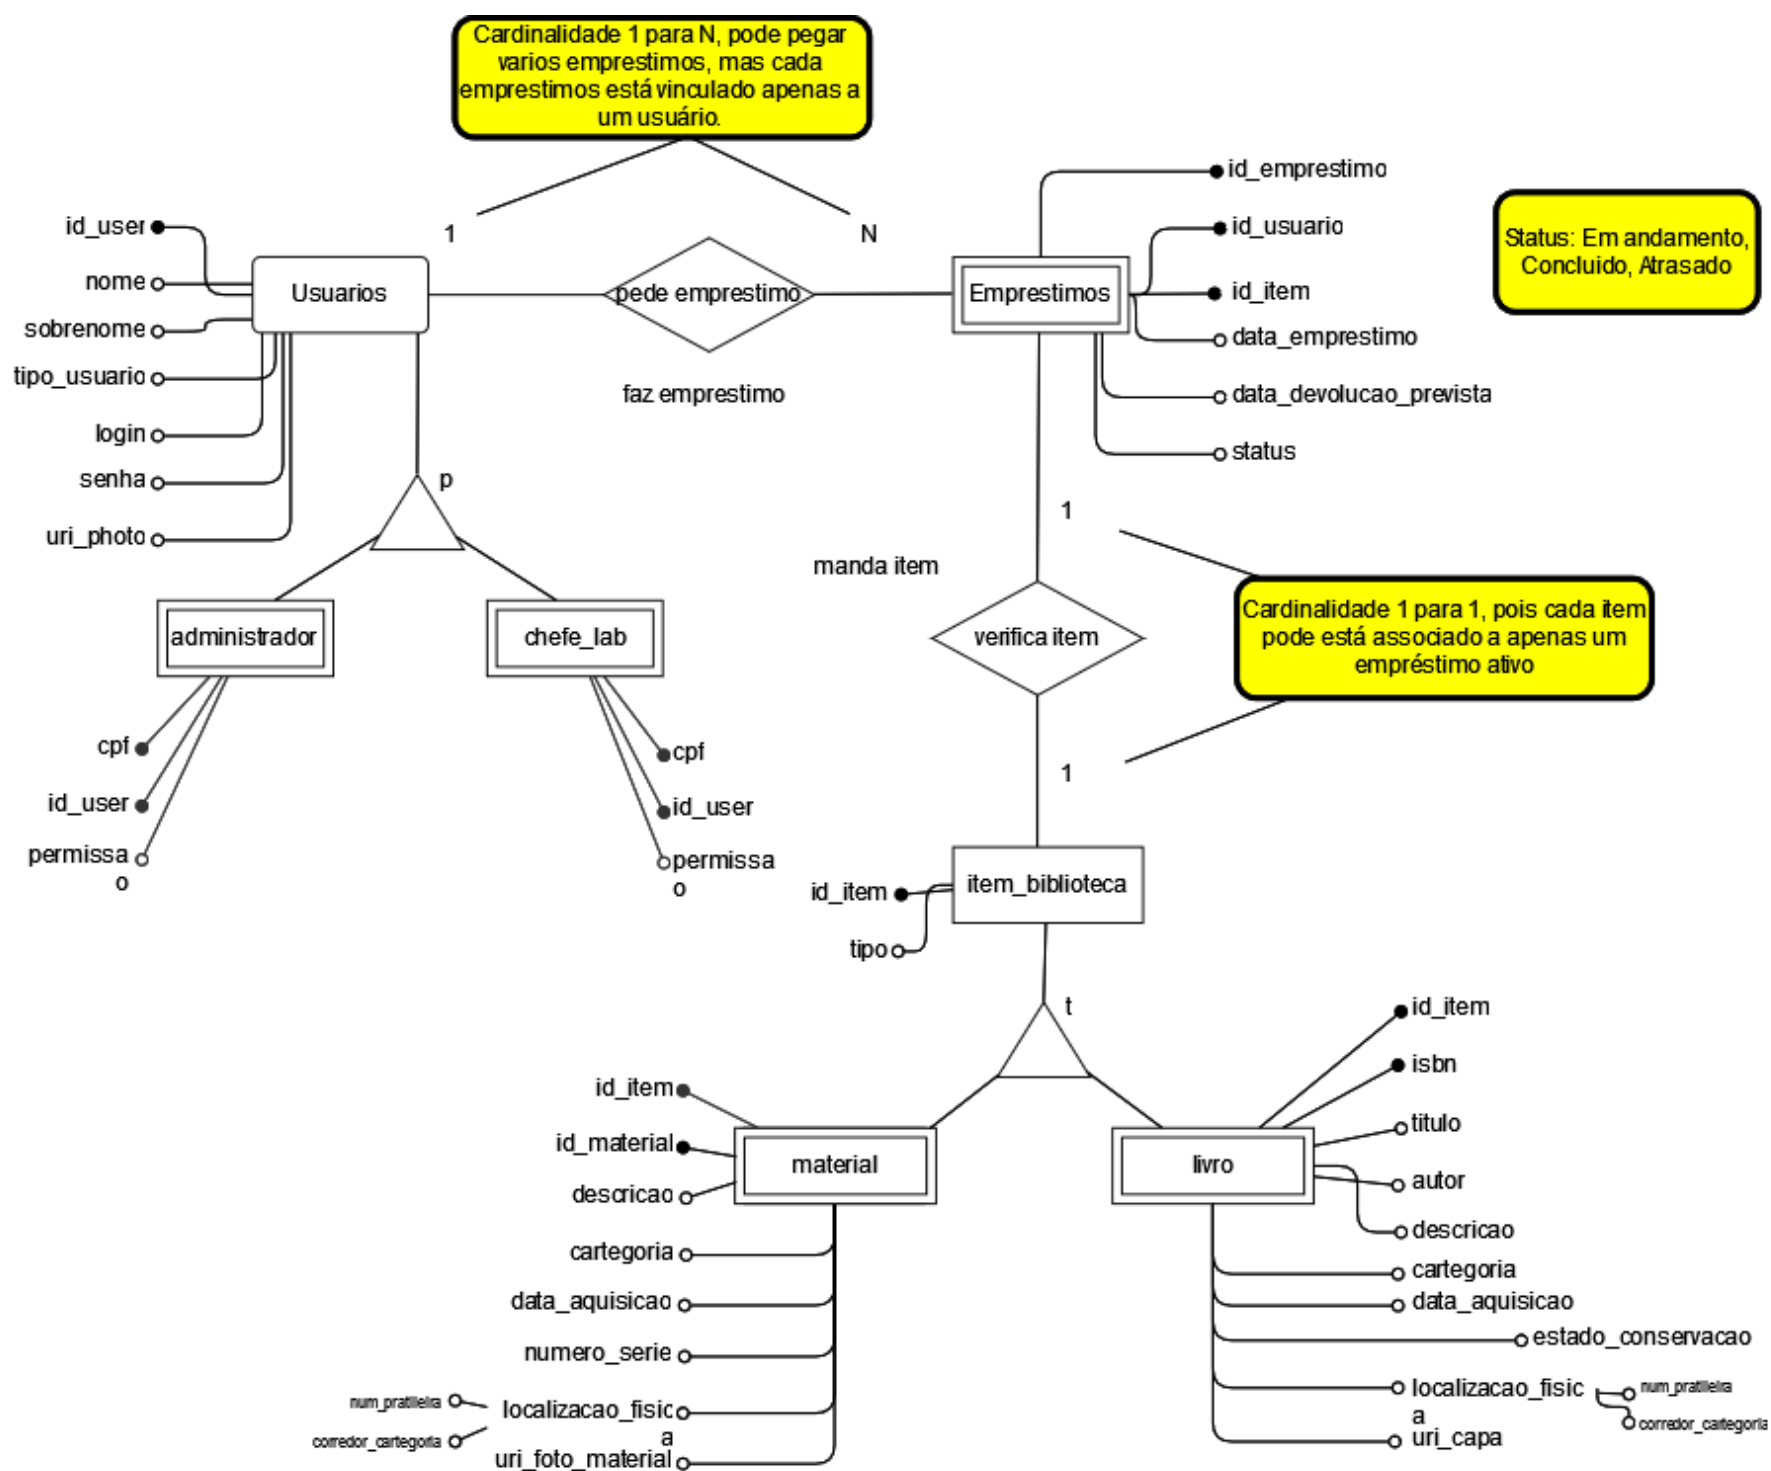 Cardinalidade 1 para N, pode pegar
varios emprestimos, mas cada
emprestimos está vinculado apenas a
um usuário.
id_user
nome
sobrenome
tipo_usuario
login
senha
uri_photo
Usuarios
1
pede emprestimo
N
faz emprestimo
Emprestimos
id_emprestimo
id_usuario
id_item
data_emprestimo
data_devolucao_prevista
status
Status: Em andamento,
Concluido, Atrasado
p
administrador
cpf
id_user
permissa
o
chefe_lab
cpf
id_user
permissa
o
1
manda item
verifica item
1
Cardinalidade 1 para 1, pois cada item
pode está associado a apenas um
empréstimo ativo
item_biblioteca
id_item
tipo
t
material
id_item
id_material
descricao
cartegoria
data_aquisicao
numero_serie
localizacao_fisic
a
num_pratileira
corredor_cartegoria
uri_foto_material
livro
id_item
isbn
titulo
autor
descricao
cartegoria
data_aquisicao
estado_conservacao
localizacao_fisic
a
num_pratileira
corredor_cartegoria
uri_capa